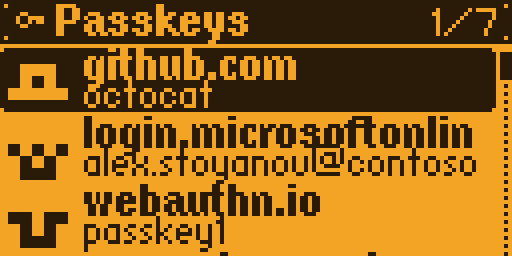 Passkeys 1/7
github.com
octocat
login.microsoftonlin
alex.stoyanov@contoso
webauthn.io
passkey1